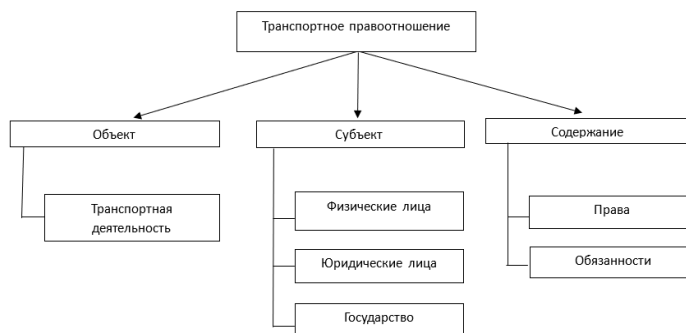 Транспортное правоотношение
Объект
Субъект
Содержание
Транспортная
деятельность
Физические лица
Юридические лица
Государство
Права
Обязанности